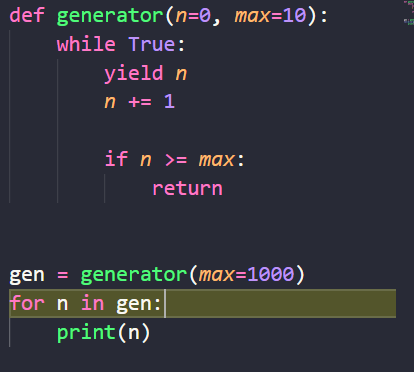 def generator(n=0, max=10):
    while True:
        yield n
        n += 1

        if n >= max:
            return


gen = generator(max=1000)
for n in gen:
    print(n)